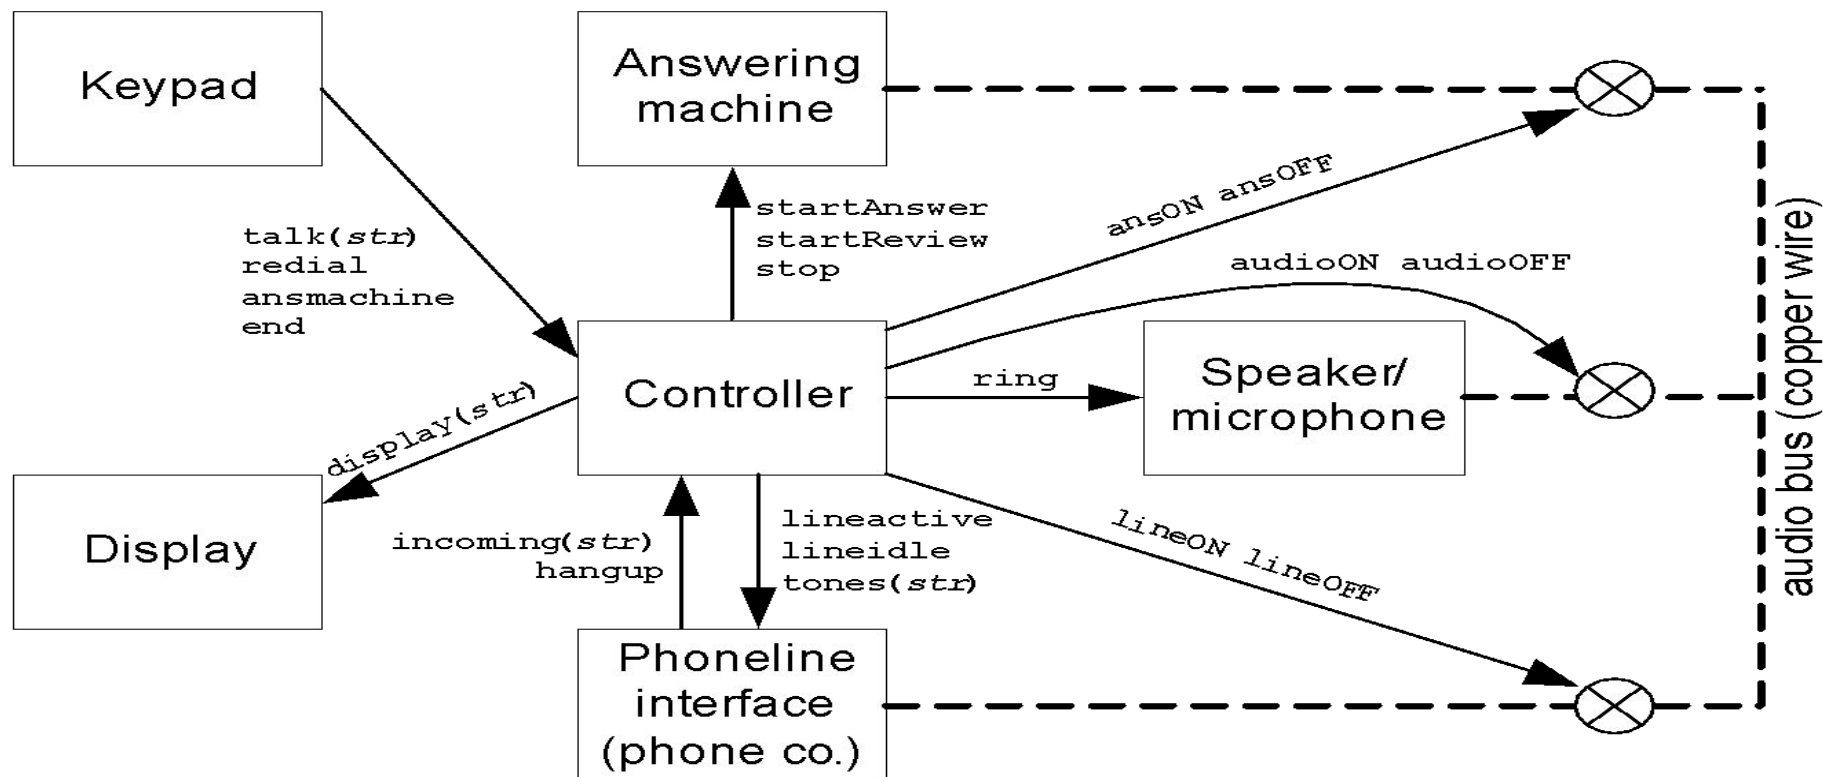 Keypad
Answering
machine
talk(str)
redial
ansmachine
end
startAnswer
startReview
stop
ansON ansOFF
audioON audioOFF
Controller
ring
Speaker/
microphone
display(str)
Display
incoming(str)
hangup
lineactive
lineidle
tones(str)
lineON lineOFF
Phoneline
interface
(phone co.)
audio bus (copper wire)